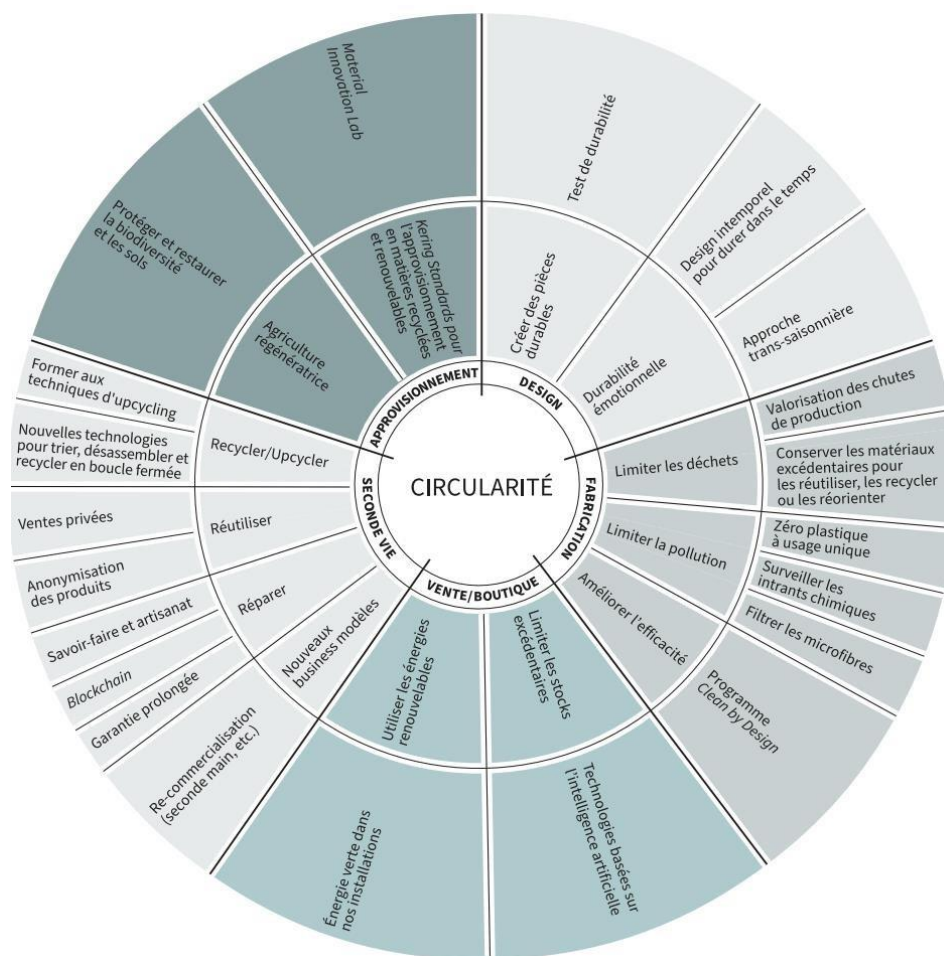 CIRCULARITÉ
APPROVISIONNEMENT
Kering Standards pour
l'approvisionnement
en matières recyclées
et renouvelables
Material
Innovation Lab
Agriculture
régénératrice
Protéger et restaurer
la biodiversité
et les sols
DESIGN
Créer des pièces
durables
Test de durabilité
Durabilité
émotionnelle
Design intemporel
pour durer dans le temps
Approche
trans-saisonnière
FABRICATION
Limiter les déchets
Valorisation des chutes
de production
Conserver les matériaux
excédentaires pour
les réutiliser, les recycler
ou les réorienter
Limiter la pollution
Zéro plastique
à usage unique
Surveiller les
intrants chimiques
Filtrer les microfibres
Améliorer l'efficacité
Programme
Clean by Design
VENTE/BOUTIQUE
Limiter les stocks
excédentaires
Technologies basées sur
l'intelligence artificielle
Utiliser les énergies
renouvelables
Énergie verte dans
nos installations
SECONDE VIE
Nouveaux
business modèles
Re-commercialisation
(seconde main, etc.)
Réparer
Garantie prolongée
Blockchain
Savoir-faire et artisanat
Réutiliser
Anonymisation
des produits
Ventes privées
Recycler/Upcycler
Nouvelles technologies
pour trier, désassembler et
recycler en boucle fermée
Former aux
techniques d'upcycling